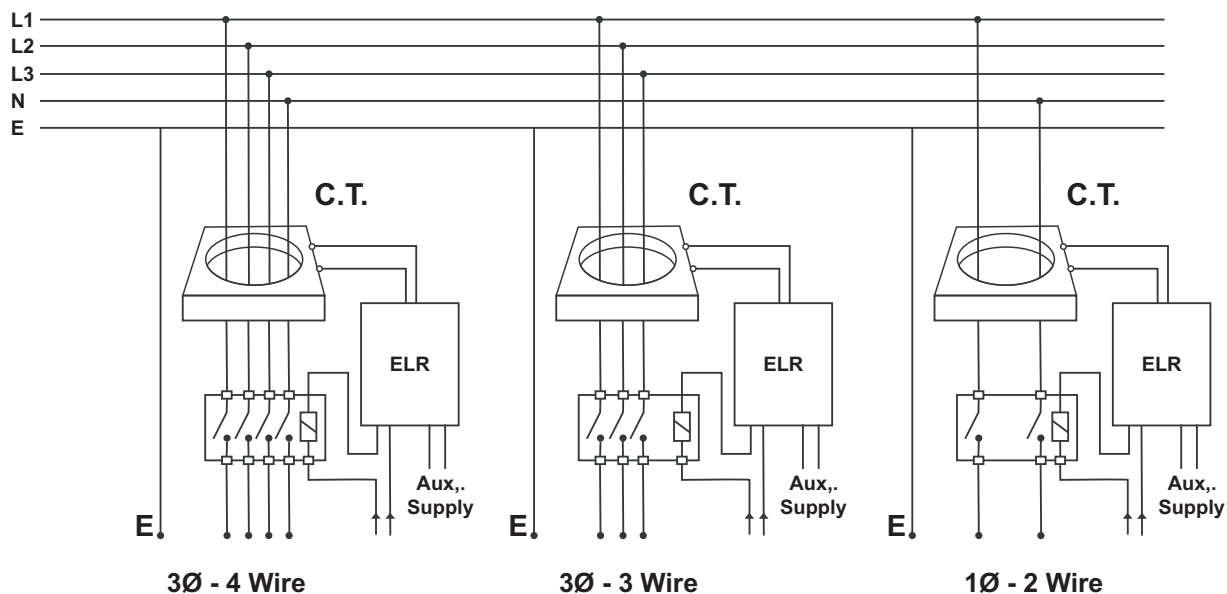 L1
L2
L3
N
E
C.T. C.T. C.T.
ELR ELR ELR
Aux,. Aux,. Aux,.
Supply Supply Supply
E E E
3Ø - 4 Wire 3Ø - 3 Wire 1Ø - 2 Wire